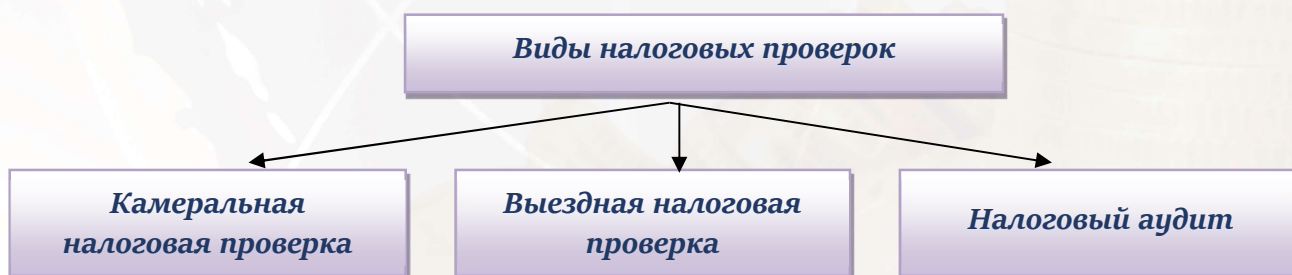 Виды налоговых проверок
Камеральная
налоговая проверка
Выездная налоговая
проверка
Налоговый аудит